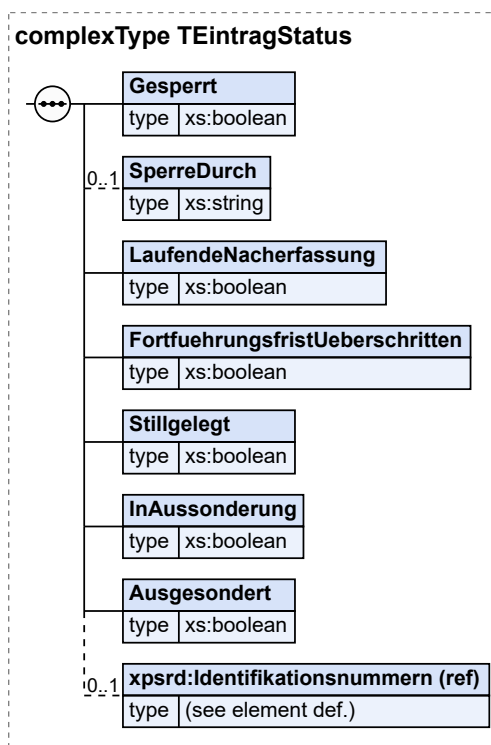 complexType TEintragStatus
Gesperrt
type xs:boolean
0..1 SperreDurch
type xs:string
LaufendeNacherfassung
type xs:boolean
FortfuehrungsfristUeberschritten
type xs:boolean
Stillgelegt
type xs:boolean
InAussonderung
type xs:boolean
Ausgesondert
type xs:boolean
0..1 xpsrd:Identifikationsnummern (ref)
type (see element def.)